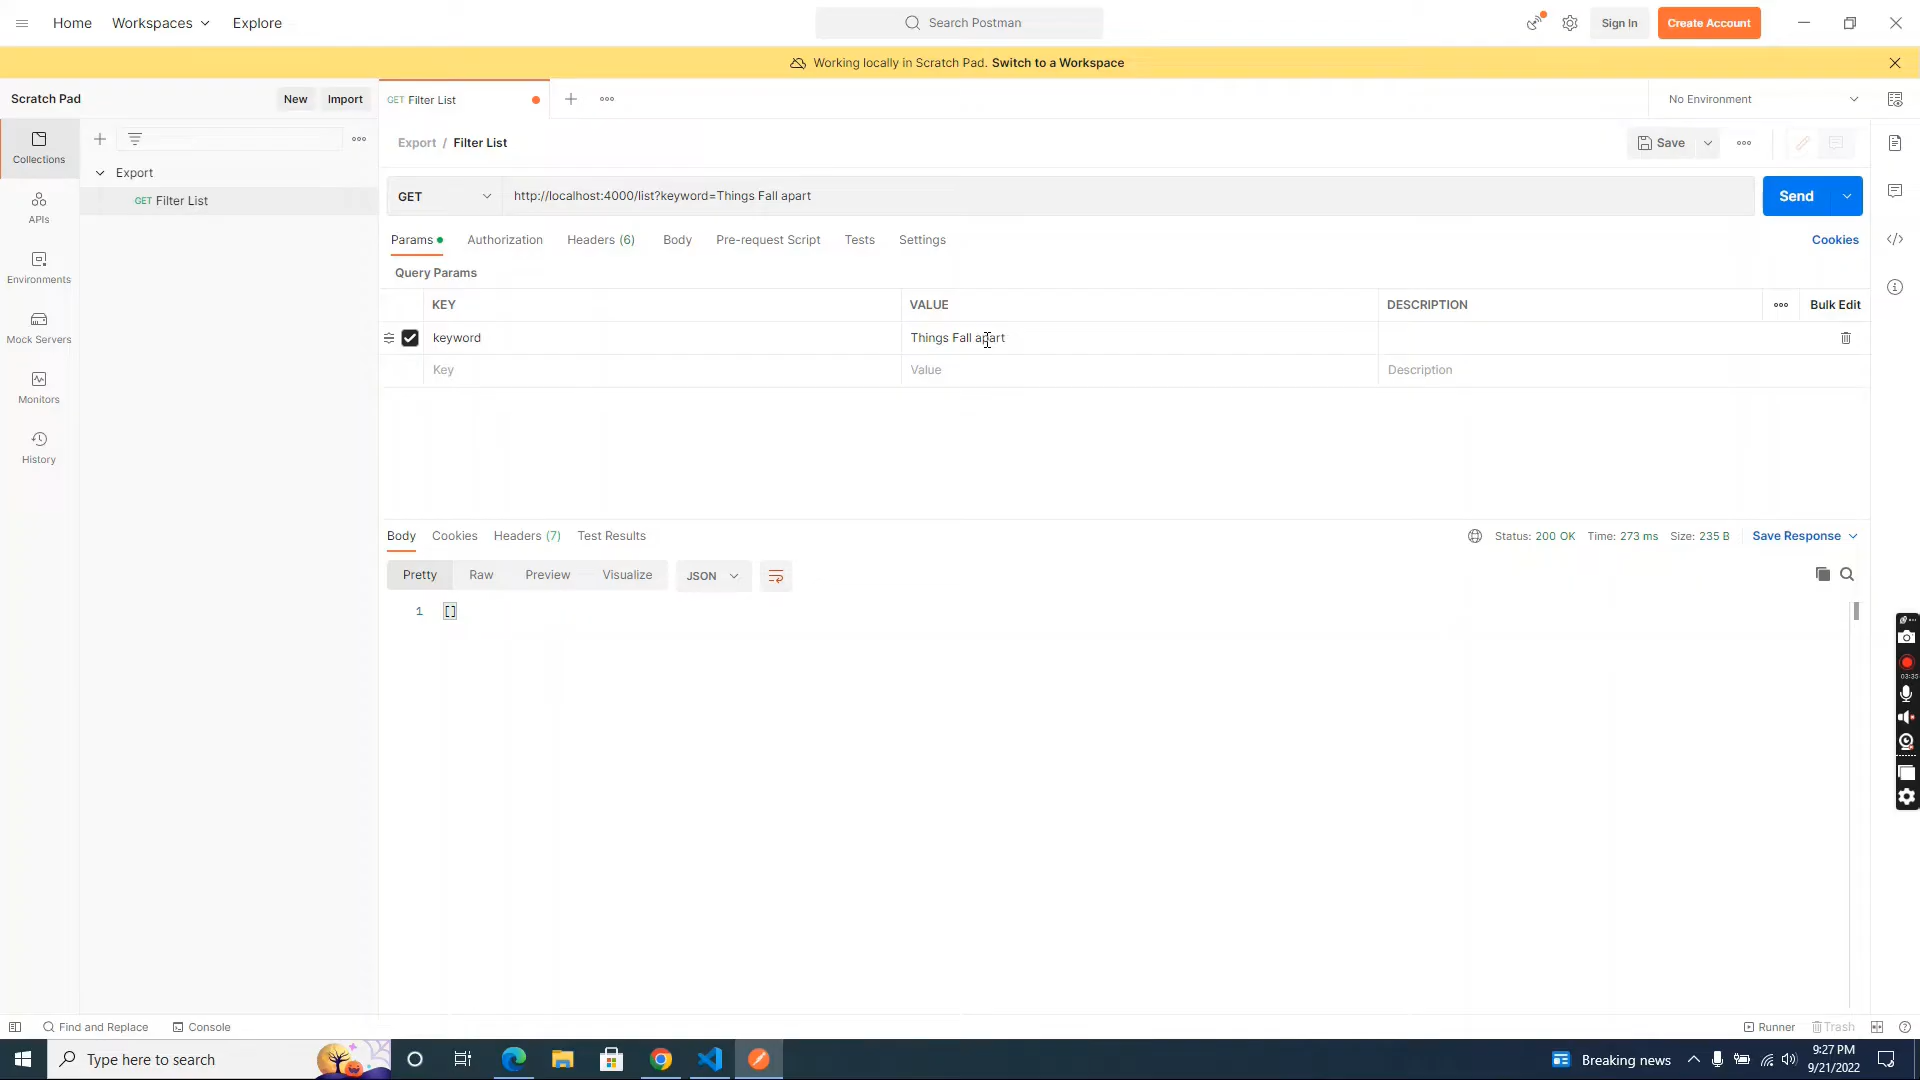 Home Workspaces Explore
Search Postman
Sign In Create Account
Working locally in Scratch Pad. Switch to a Workspace
Scratch Pad New Import
GET Filter List
No Environment
Collections
Export
GET Filter List
APIs
Environments
Mock Servers
Monitors
History
Export / Filter List
Save
GET http://localhost:4000/list?keyword=Things Fall apart Send
Params Authorization Headers (6) Body Pre-request Script Tests Settings Cookies
Query Params
KEY VALUE DESCRIPTION Bulk Edit
keyword Things Fall apart
Key Value Description
Body Cookies Headers (7) Test Results Status: 200 OK Time: 273 ms Size: 235 B Save Response
Pretty Raw Preview Visualize JSON
1 []
03:35
Find and Replace Console Runner Trash
Type here to search
Breaking news
9:27 PM
9/21/2022